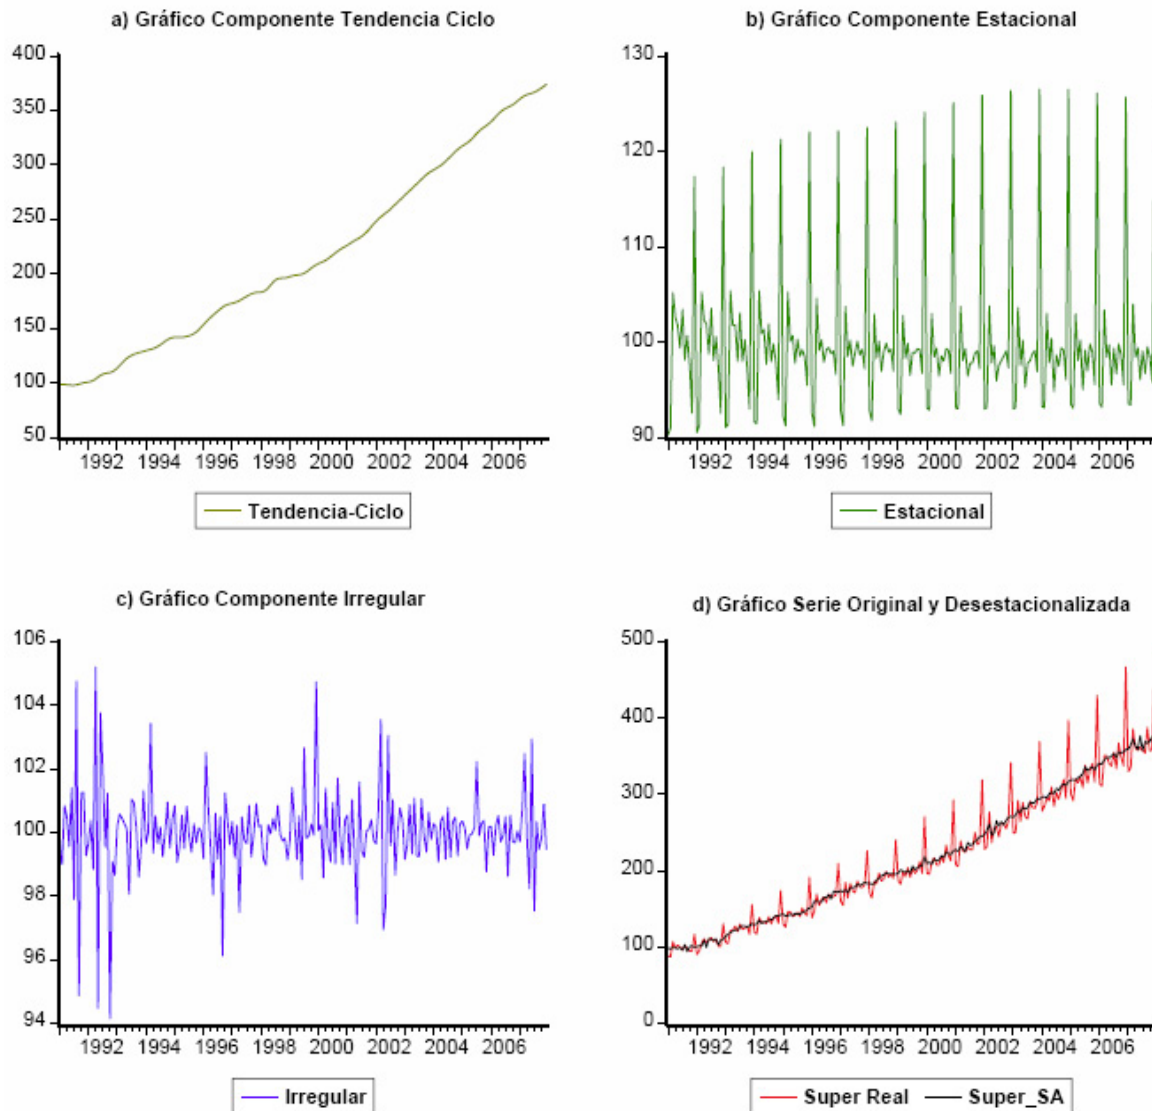 a) Gráfico Componente Tendencia Ciclo
400
350
300
250
200
150
100
50
1992 1994 1996 1998 2000 2002 2004 2006
Tendencia-Ciclo
b) Gráfico Componente Estacional
130
120
110
100
90
1992 1994 1996 1998 2000 2002 2004 2006
Estacional
c) Gráfico Componente Irregular
106
104
102
100
98
96
94
1992 1994 1996 1998 2000 2002 2004 2006
Irregular
d) Gráfico Serie Original y Desestacionalizada
500
400
300
200
100
0
1992 1994 1996 1998 2000 2002 2004 2006
Super Real Super_SA